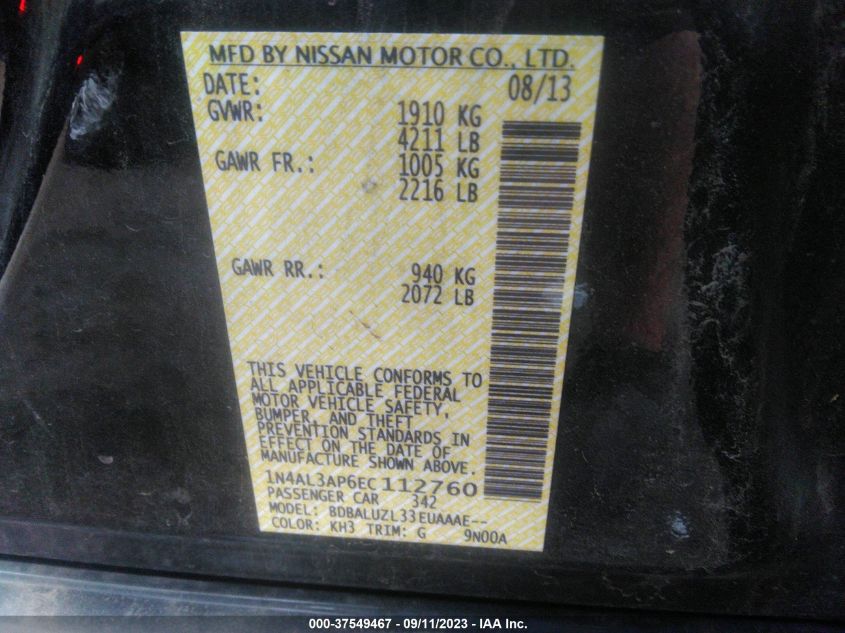 MFD BY NISSAN MOTOR CO., LTD.
DATE: 08/13
GVWR: 1910 KG
4211 LB
GAWR FR.: 1005 KG
2216 LB
GAWR RR.: 940 KG
2072 LB
THIS VEHICLE CONFORMS TO
ALL APPLICABLE FEDERAL
MOTOR VEHICLE SAFETY,
BUMPER, AND THEFT
PREVENTION STANDARDS IN
EFFECT ON THE DATE OF
MANUFACTURE SHOWN ABOVE.
1N4AL3AP6EC112760
PASSENGER CAR 342
MODEL: BDBALUZL33EUAAAE--
COLOR: KH3 TRIM: G 9N00A
000-37549467 - 09/11/2023 - IAA Inc.